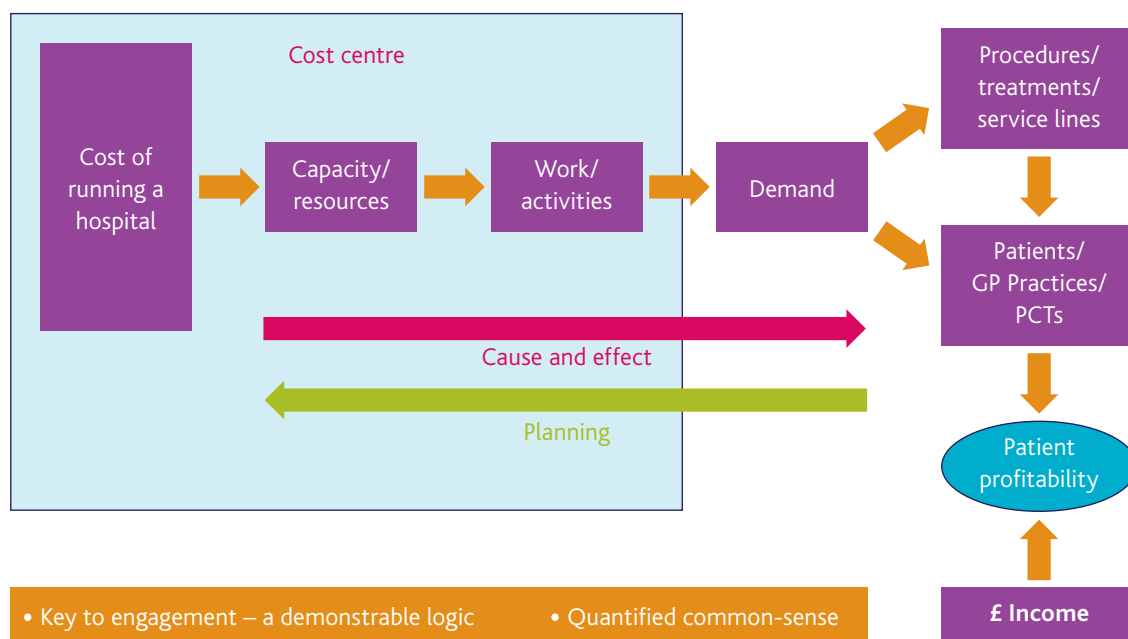 Cost centre
Cost of
running a
hospital
Capacity/
resources
Work/
activities
Demand
Procedures/
treatments/
service lines
Patients/
GP Practices/
PCTs
Cause and effect
Planning
Patient
profitability
• Key to engagement – a demonstrable logic
• Quantified common-sense
£ Income